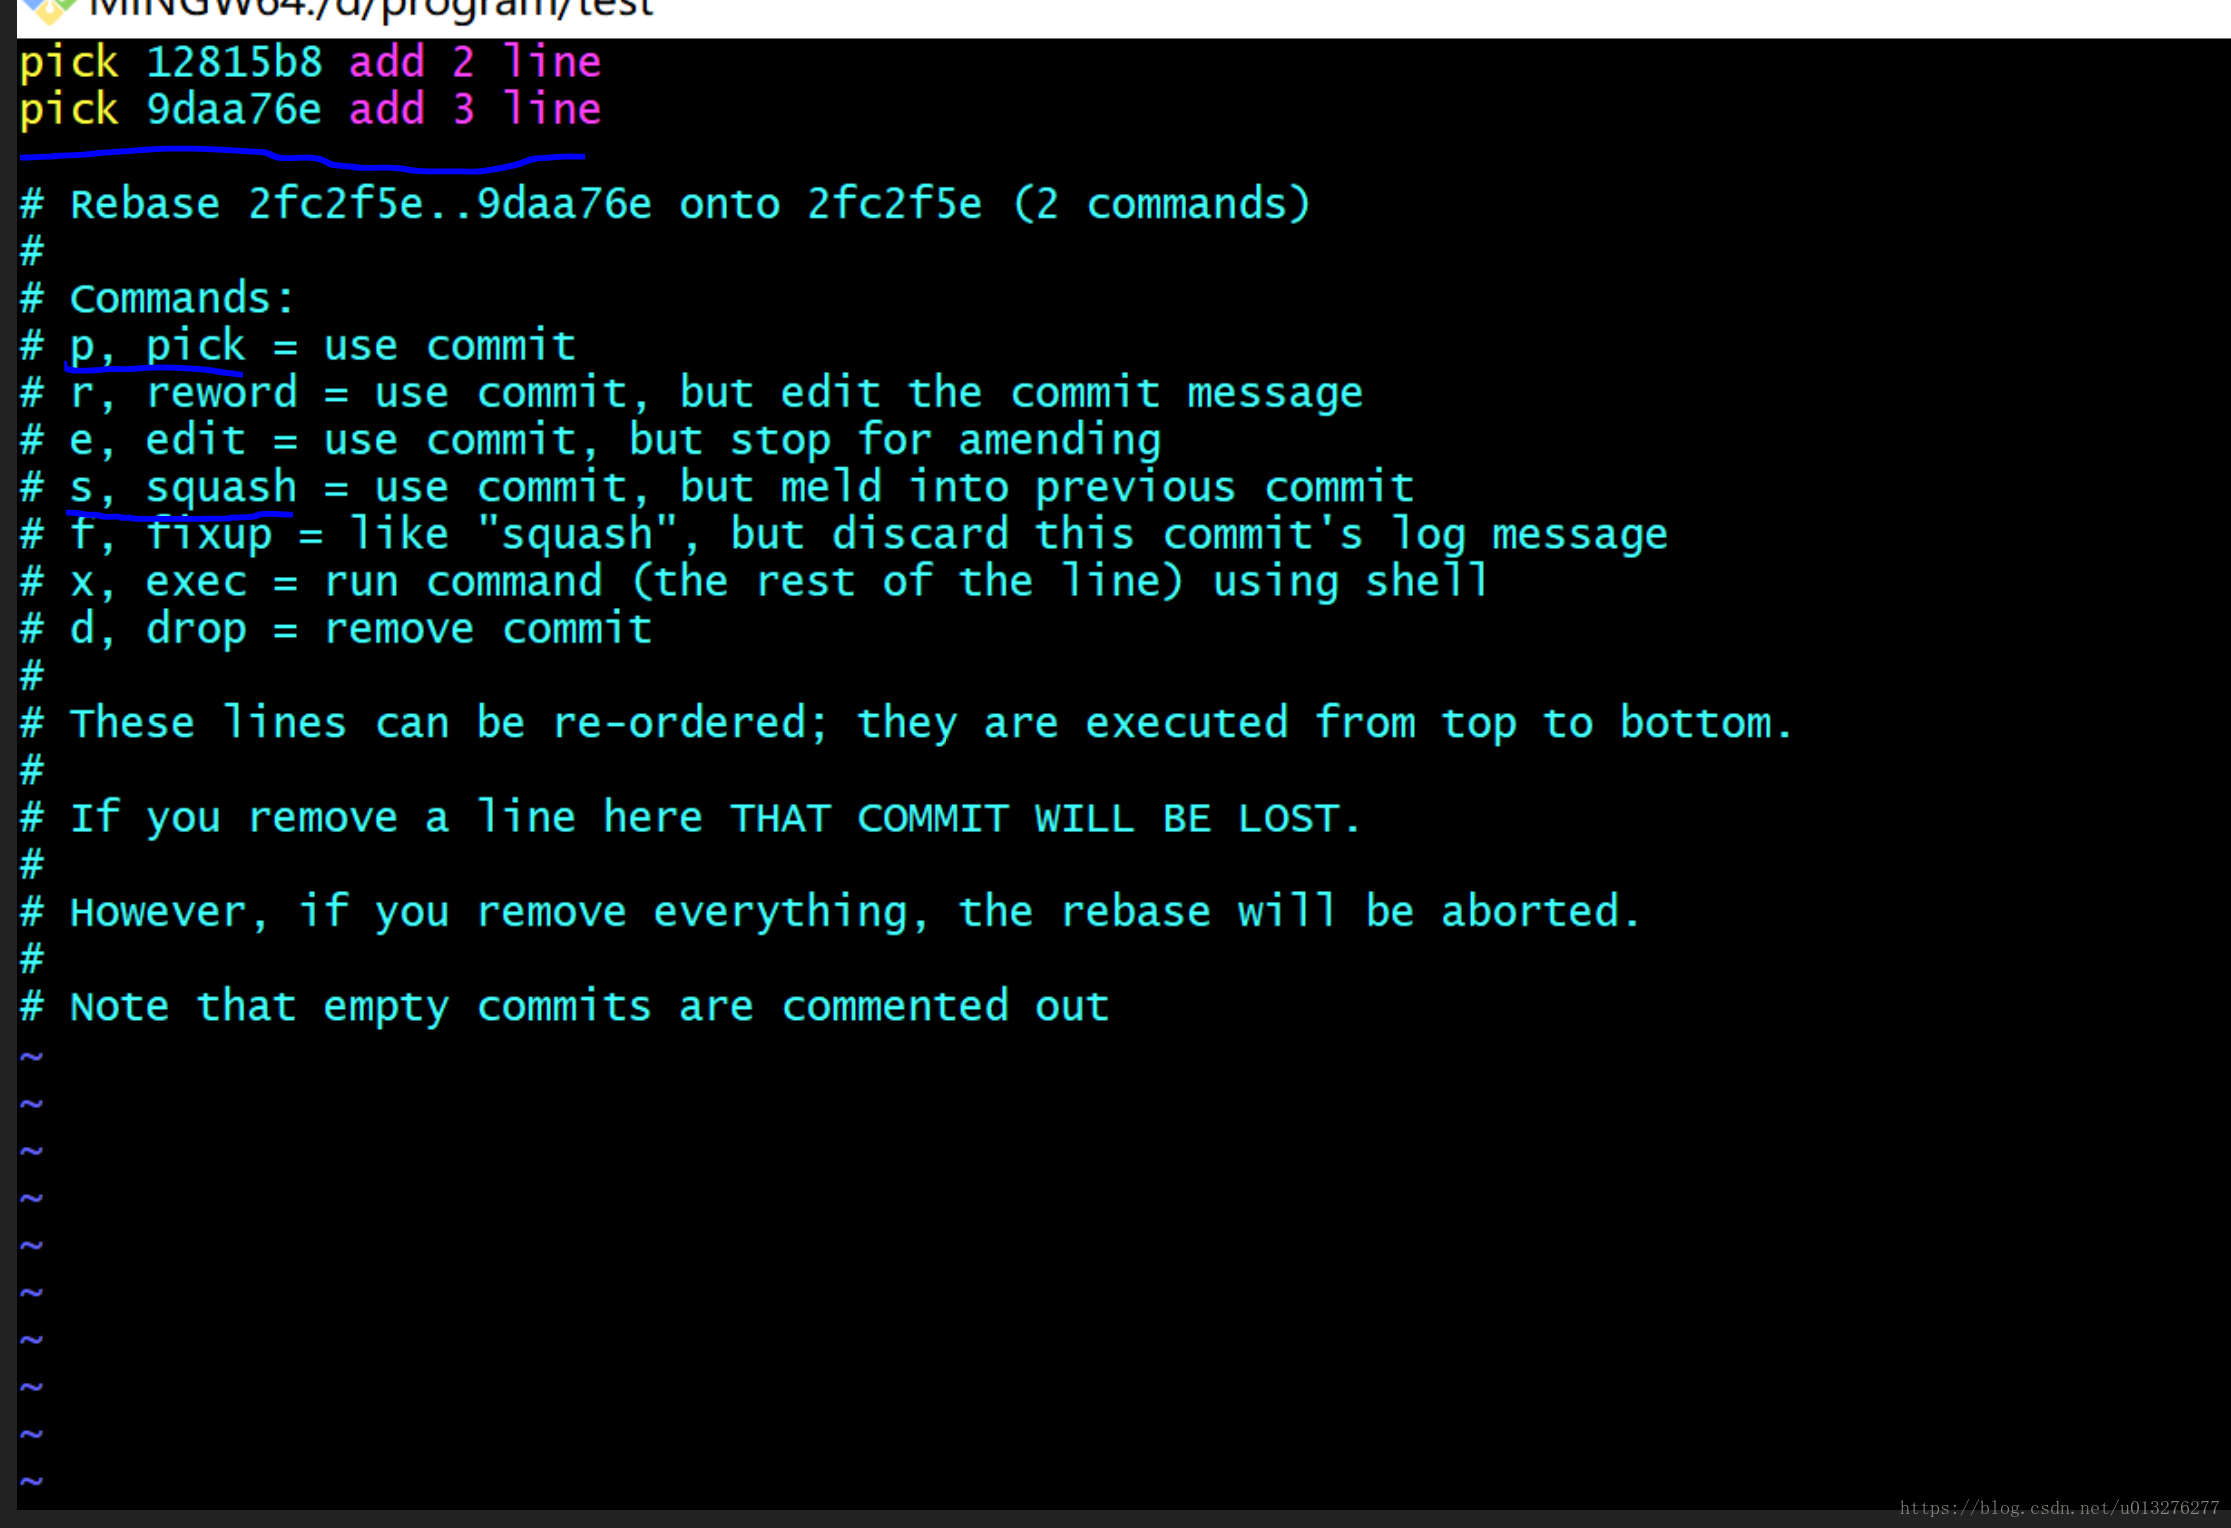 MINGW64:/d/program/test
pick 12815b8 add 2 line
pick 9daa76e add 3 line
# Rebase 2fc2f5e..9daa76e onto 2fc2f5e (2 commands)
#
# Commands:
# p, pick = use commit
# r, reword = use commit, but edit the commit message
# e, edit = use commit, but stop for amending
# s, squash = use commit, but meld into previous commit
# f, fixup = like "squash", but discard this commit's log message
# x, exec = run command (the rest of the line) using shell
# d, drop = remove commit
#
# These lines can be re-ordered; they are executed from top to bottom.
#
# If you remove a line here THAT COMMIT WILL BE LOST.
#
# However, if you remove everything, the rebase will be aborted.
#
# Note that empty commits are commented out
~
~
~
~
~
~
~
~
~
~
https://blog.csdn.net/u013276277